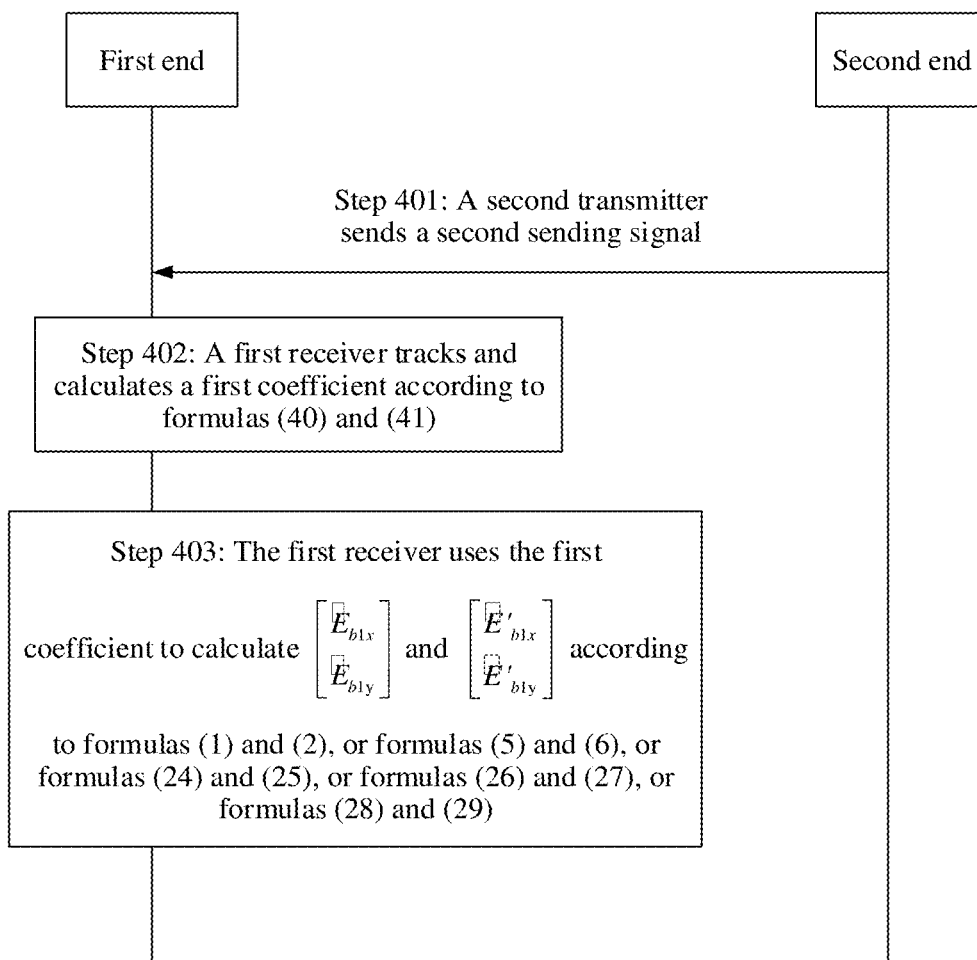 First end
Second end
Step 401: A second transmitter
sends a second sending signal
Step 402: A first receiver tracks and
calculates a first coefficient according to
formulas (40) and (41)
Step 403: The first receiver uses the first
coefficient to calculate [E_b1x E_b1y] and [E'_b1x E'_b1y] according
to formulas (1) and (2), or formulas (5) and (6), or
formulas (24) and (25), or formulas (26) and (27), or
formulas (28) and (29)